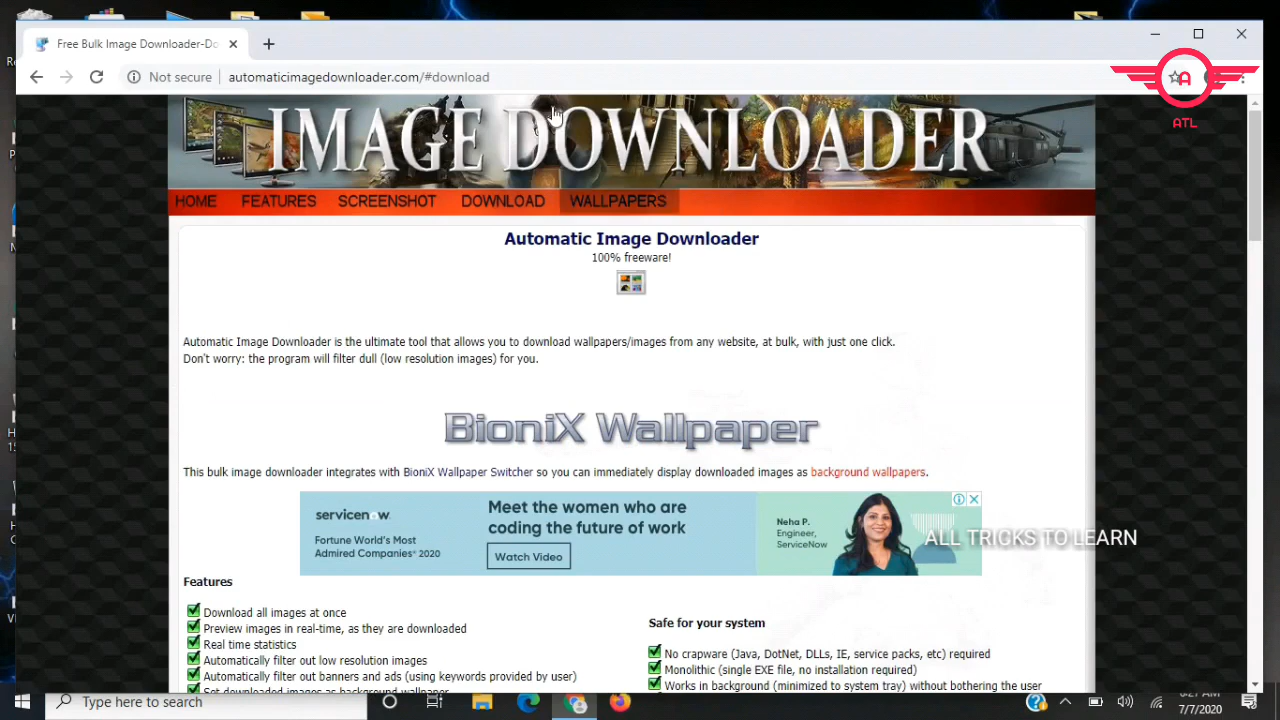 Free Bulk Image Downloader-Do
Not secure
automaticimagedownloader.com/#download
A
ATL
IMAGE DOWNLOADER
HOME FEATURES SCREENSHOT DOWNLOAD WALLPAPERS
Automatic Image Downloader
100% freeware!
Automatic Image Downloader is the ultimate tool that allows you to download wallpapers/images from any website, at bulk, with just one click.
Don't worry: the program will filter dull (low resolution images) for you.
BioniX Wallpaper
This bulk image downloader integrates with BioniX Wallpaper Switcher so you can immediately display downloaded images as background wallpapers.
servicenow.
Fortune World's Most
Admired Companies® 2020
Meet the women who are
coding the future of work
Watch Video
Neha P.
Engineer,
ServiceNow
ALL TRICKS TO LEARN
Features
Download all images at once
Preview images in real-time, as they are downloaded
Real time statistics
Automatically filter out low resolution images
Automatically filter out banners and ads (using keywords provided by user)
Set downloaded images as background wallpaper
Safe for your system
No crapware (Java, DotNet, DLLs, IE, service packs, etc) required
Monolithic (single EXE file, no installation required)
Works in background (minimized to system tray) without bothering the user
Type here to search
6:27 AM
7/7/2020